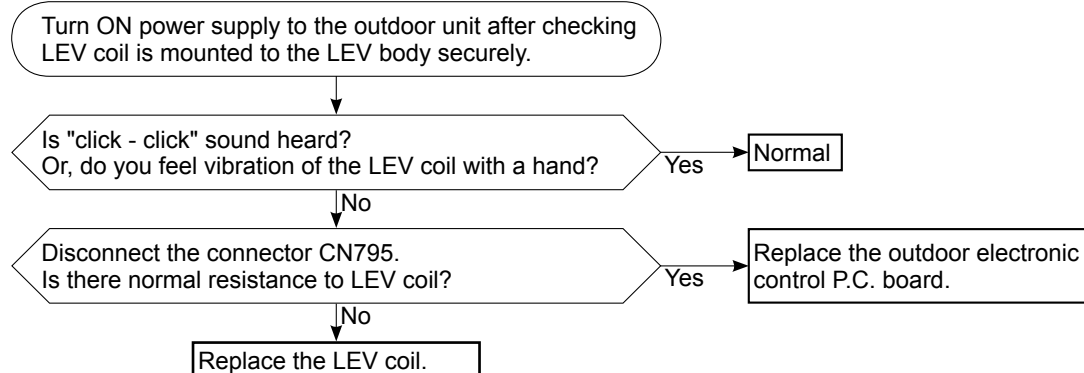 Turn ON power supply to the outdoor unit after checking
LEV coil is mounted to the LEV body securely.
Is "click - click" sound heard?
Or, do you feel vibration of the LEV coil with a hand?
Yes
Normal
No
Disconnect the connector CN795.
Is there normal resistance to LEV coil?
Yes
Replace the outdoor electronic
control P.C. board.
No
Replace the LEV coil.